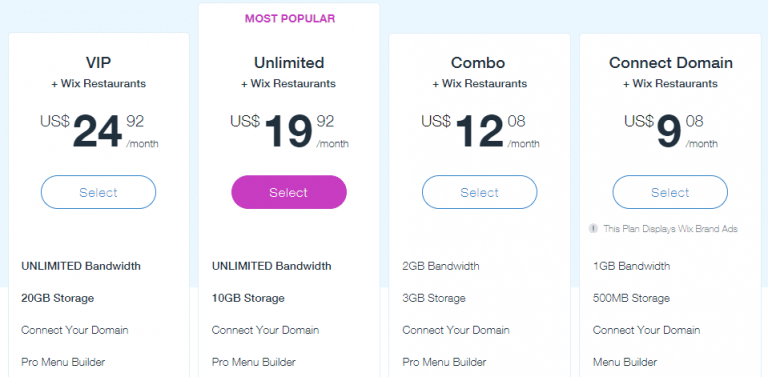 MOST POPULAR
VIP
+ Wix Restaurants
US$ 24 92 /month
Select
UNLIMITED Bandwidth
20GB Storage
Connect Your Domain
Pro Menu Builder
Unlimited
+ Wix Restaurants
US$ 19 92 /month
Select
UNLIMITED Bandwidth
10GB Storage
Connect Your Domain
Pro Menu Builder
Combo
+ Wix Restaurants
US$ 12 08 /month
Select
2GB Bandwidth
3GB Storage
Connect Your Domain
Pro Menu Builder
Connect Domain
+ Wix Restaurants
US$ 9 08 /month
Select
! This Plan Displays Wix Brand Ads
1GB Bandwidth
500MB Storage
Connect Your Domain
Menu Builder